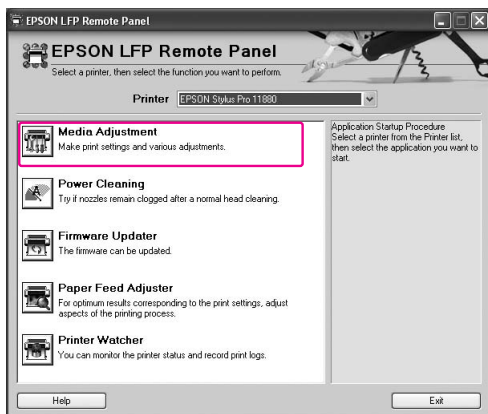 EPSON LFP Remote Panel
EPSON LFP Remote Panel
Select a printer, then select the function you want to perform.
Printer
EPSON Stylus Pro 11880
Media Adjustment
Make print settings and various adjustments.
Power Cleaning
Try if nozzles remain clogged after a normal head cleaning.
Firmware Updater
The firmware can be updated.
Paper Feed Adjuster
For optimum results corresponding to the print settings, adjust
aspects of the printing process.
Printer Watcher
You can monitor the printer status and record print logs.
Application Startup Procedure
Select a printer from the Printer list,
then select the application you want to
start.
Help
Exit